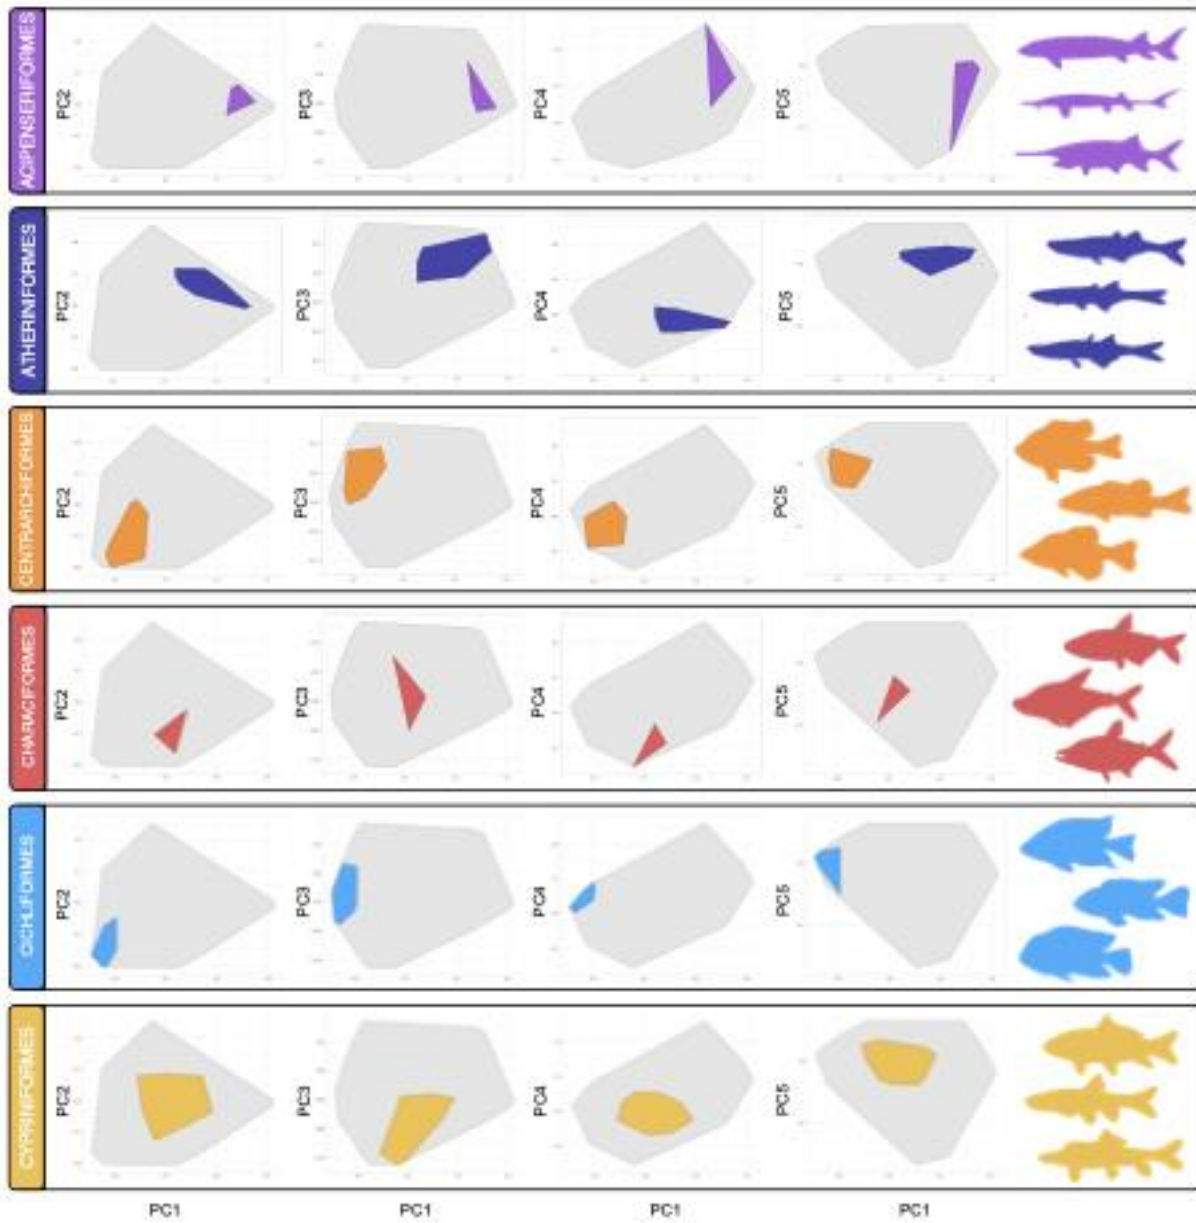 ACIPENSERIFORMES
PC2
PC3
PC4
PC5
ATHERINIFORMES
PC2
PC3
PC4
PC5
CENTRARCHIFORMES
PC2
PC3
PC4
PC5
CHARACIFORMES
PC2
PC3
PC4
PC5
CICHLIFORMES
PC2
PC3
PC4
PC5
CYPRINIFORMES
PC2
PC3
PC4
PC5
PC1 PC1 PC1 PC1